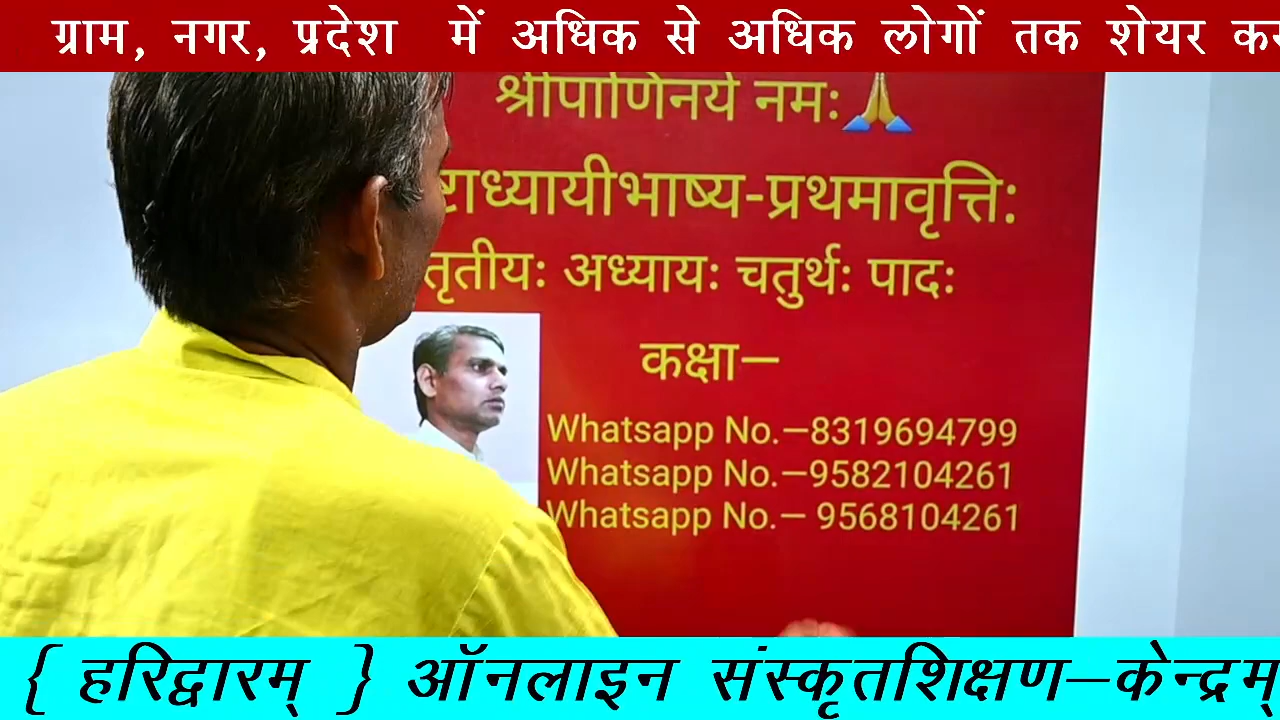 ग्राम, नगर, प्रदेश में अधिक से अधिक लोगों तक शेयर
श्रीपाणिनये नमः🙏
ष्टाध्यायीभाष्य-प्रथमावृत्ति:
तृतीयः अध्यायः चतुर्थः पादः
कक्षा—
Whatsapp No.—8319694799
Whatsapp No.—9582104261
Whatsapp No.— 9568104261
{ हरिद्वारम् } ऑनलाइन संस्कृतशिक्षण—केन्द्रम्